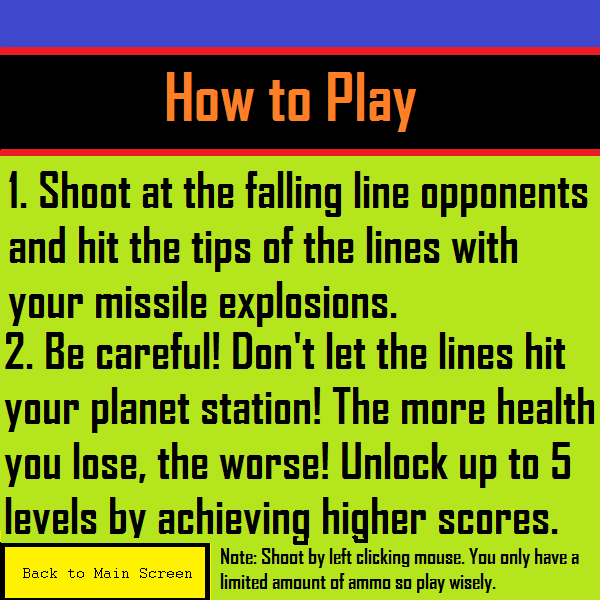 How to Play
1. Shoot at the falling line opponents
and hit the tips of the lines with
your missile explosions.
2. Be careful! Don't let the lines hit
your planet station! The more health
you lose, the worse! Unlock up to 5
levels by achieving higher scores.
Back to Main Screen
Note: Shoot by left clicking mouse. You only have a
limited amount of ammo so play wisely.